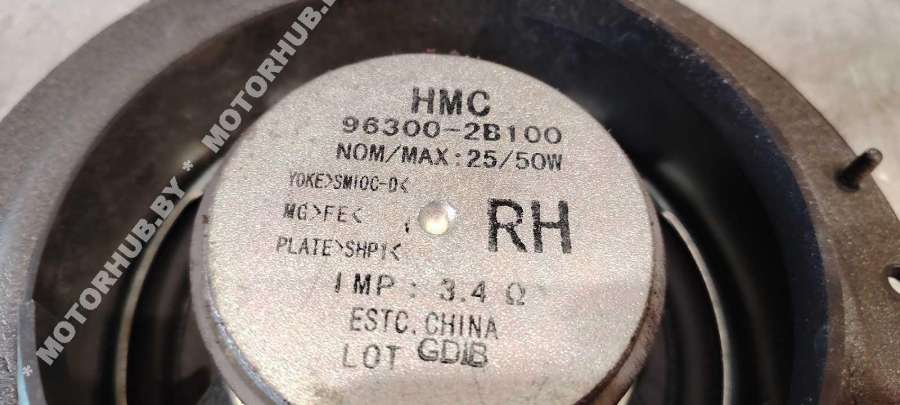 * MOTORHUB.BY * MOTORHUB
HMC
96300-2B100
NOM/MAX:25/50W
YOKE>SM10C-D<
MG>FE<
PLATE>SHP1<
RH
IMP: 3.4 Ω
ESTC.CHINA
LOT GD1B